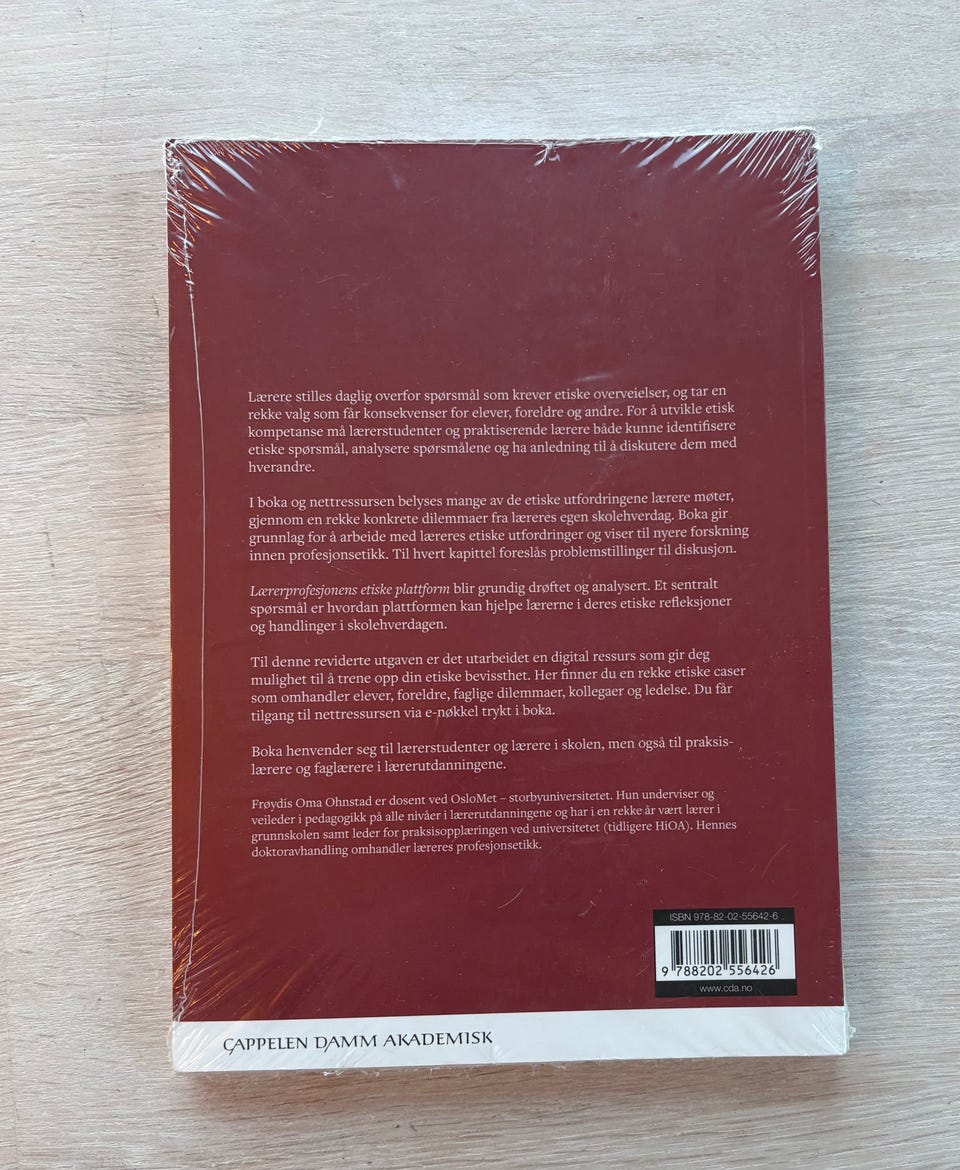 Lærere stilles daglig overfor spørsmål som krever etiske overveielser, og tar en
rekke valg som får konsekvenser for elever, foreldre og andre. For å utvikle etisk
kompetanse må lærerstudenter og praktiserende lærere både kunne identifisere
etiske spørsmål, analysere spørsmålene og ha anledning til å diskutere dem med
hverandre.
I boka og nettressursen belyses mange av de etiske utfordringene lærere møter,
gjennom en rekke konkrete dilemmaer fra læreres egen skolehverdag. Boka gir
grunnlag for å arbeide med læreres etiske utfordringer og viser til nyere forskning
innen profesjonsetikk. Til hvert kapittel foreslås problemstillinger til diskusjon.
Lærerprofesjonens etiske plattform blir grundig drøftet og analysert. Et sentralt
spørsmål er hvordan plattformen kan hjelpe lærerne i deres etiske refleksjoner
og handlinger i skolehverdagen.
Til denne reviderte utgaven er det utarbeidet en digital ressurs som gir deg
mulighet til å trene opp din etiske bevissthet. Her finner du en rekke etiske caser
som omhandler elever, foreldre, faglige dilemmaer, kollegaer og ledelse. Du får
tilgang til nettressursen via e-nøkkel trykt i boka.
Boka henvender seg til lærerstudenter og lærere i skolen, men også til praksis-
lærere og faglærere i lærerutdanningene.
Frøydis Oma Ohnstad er dosent ved OsloMet – storbyuniversitetet. Hun underviser og
veileder i pedagogikk på alle nivåer i lærerutdanningene og har i en rekke år vært lærer i
grunnskolen samt leder for praksisopplæringen ved universitetet (tidligere HiOA). Hennes
doktoravhandling omhandler læreres profesjonsetikk.
ISBN 978-82-02-55642-6
9 788202 556426
www.cda.no
CAPPELEN DAMM AKADEMISK